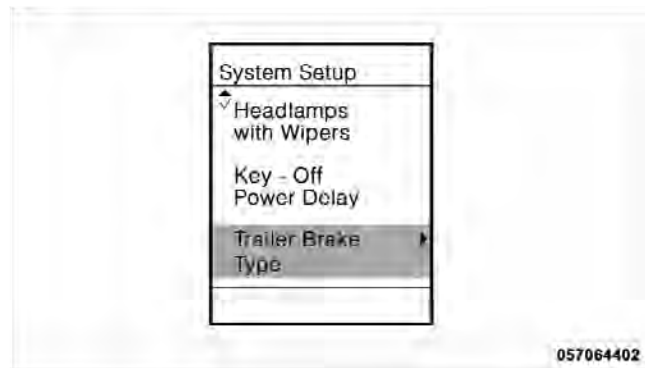 System Setup
Headlamps
with Wipers
Key - Off
Power Delay
Trailer Brake
Type
057064402